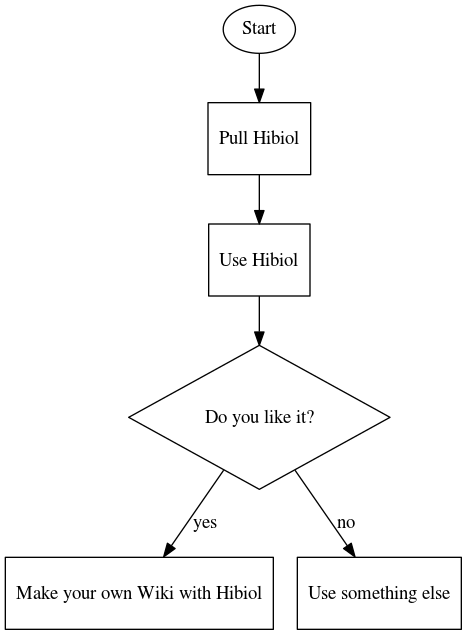 Start
Pull Hibiol
Use Hibiol
Do you like it?
yes
no
Make your own Wiki with Hibiol
Use something else